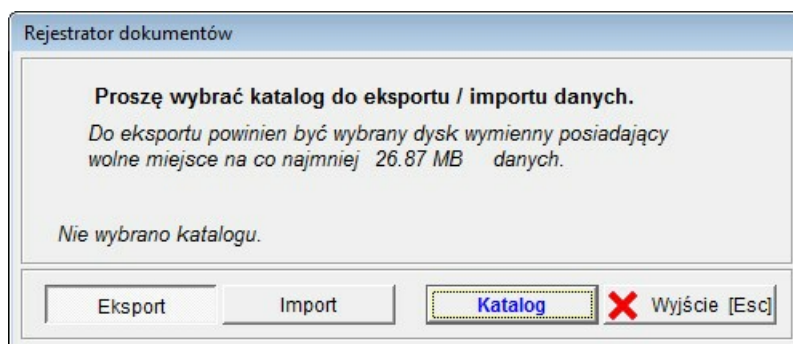 Rejestrator dokumentów
Proszę wybrać katalog do eksportu / importu danych.
Do eksportu powinien być wybrany dysk wymienny posiadający
wolne miejsce na co najmniej 26.87 MB danych.
Nie wybrano katalogu.
Eksport Import Katalog Wyjście [Esc]